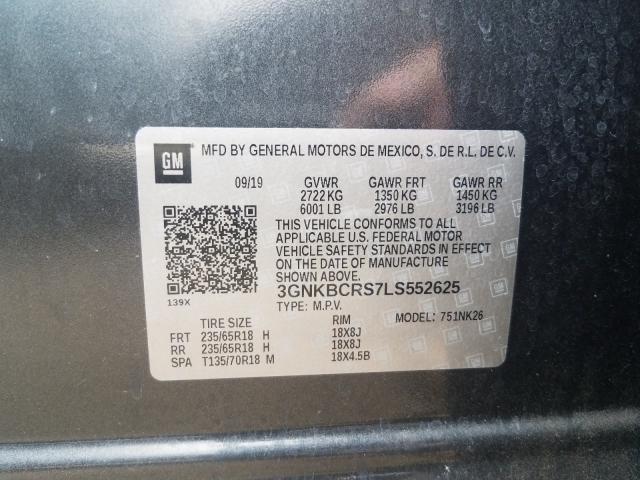 GM
MFD BY GENERAL MOTORS DE MEXICO, S. DE R.L. DE C.V.
09/19 GVWR GAWR FRT GAWR RR
2722 KG 1350 KG 1450 KG
6001 LB 2976 LB 3196 LB
THIS VEHICLE CONFORMS TO ALL
APPLICABLE U.S. FEDERAL MOTOR
VEHICLE SAFETY STANDARDS IN EFFECT
ON THE DATE OF MANUFACTURE
SHOWN ABOVE.
139X
3GNKBCRS7LS552625
TYPE: M.P.V.
MODEL: 751NK26
TIRE SIZE RIM
FRT 235/65R18 H 18X8J
RR 235/65R18 H 18X8J
SPA T135/70R18 M 18X4.5B